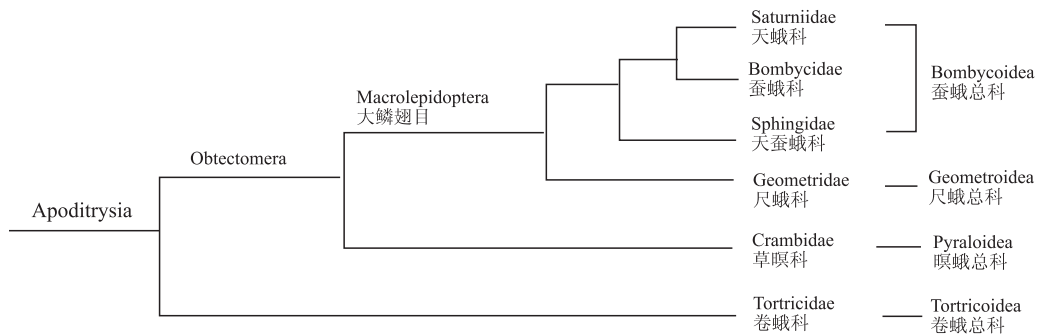 Saturniidae
天蛾科
Bombycidae
蚕蛾科
Bombycoidea
蚕蛾总科
Macrolepidoptera
大鳞翅目
Sphingidae
天蚕蛾科
Obtectomera
Geometridae
尺蛾科
Geometroidea
尺蛾总科
Apoditrysia
Crambidae
草暝科
Pyraloidea
暝蛾总科
Tortricidae
卷蛾科
Tortricoidea
卷蛾总科